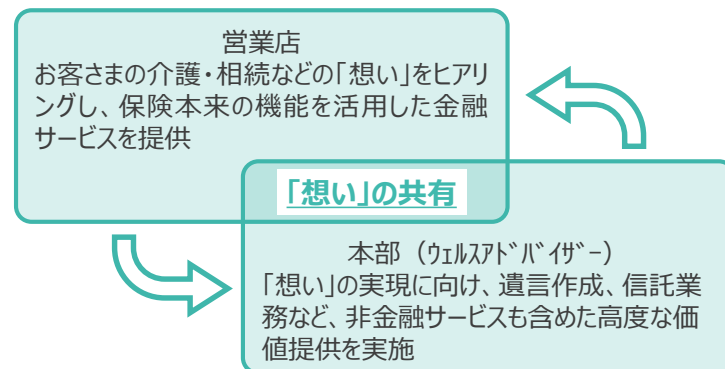 営業店
お客さまの介護・相続などの「想い」をヒアリ
ングし、保険本来の機能を活用した金融
サービスを提供
「想い」の共有
本部（ｳｪﾙｽｱﾄﾞﾊﾞｲｻﾞｰ）
「想い」の実現に向け、遺言作成、信託業
務など、非金融サービスも含めた高度な価
値提供を実施